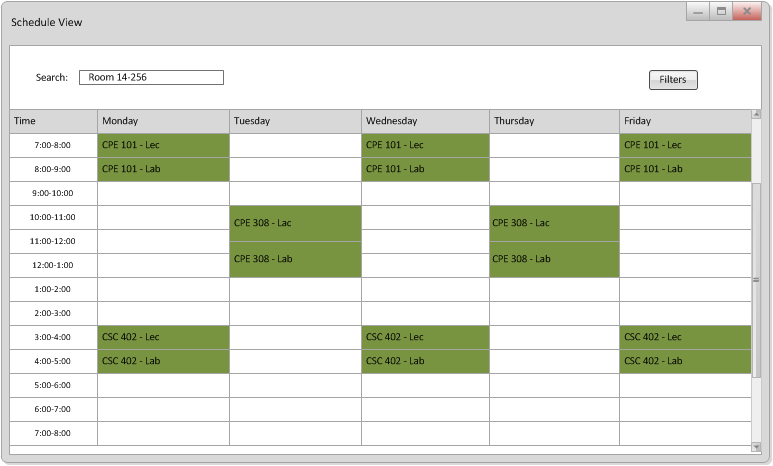 Schedule View
Search: Room 14-256
Filters
Time Monday Tuesday Wednesday Thursday Friday
7:00-8:00 CPE 101 - Lec CPE 101 - Lec CPE 101 - Lec
8:00-9:00 CPE 101 - Lab CPE 101 - Lab CPE 101 - Lab
9:00-10:00
10:00-11:00 CPE 308 - Lac CPE 308 - Lac
11:00-12:00
12:00-1:00 CPE 308 - Lab CPE 308 - Lab
1:00-2:00
2:00-3:00
3:00-4:00 CSC 402 - Lec CSC 402 - Lec CSC 402 - Lec
4:00-5:00 CSC 402 - Lab CSC 402 - Lab CSC 402 - Lab
5:00-6:00
6:00-7:00
7:00-8:00